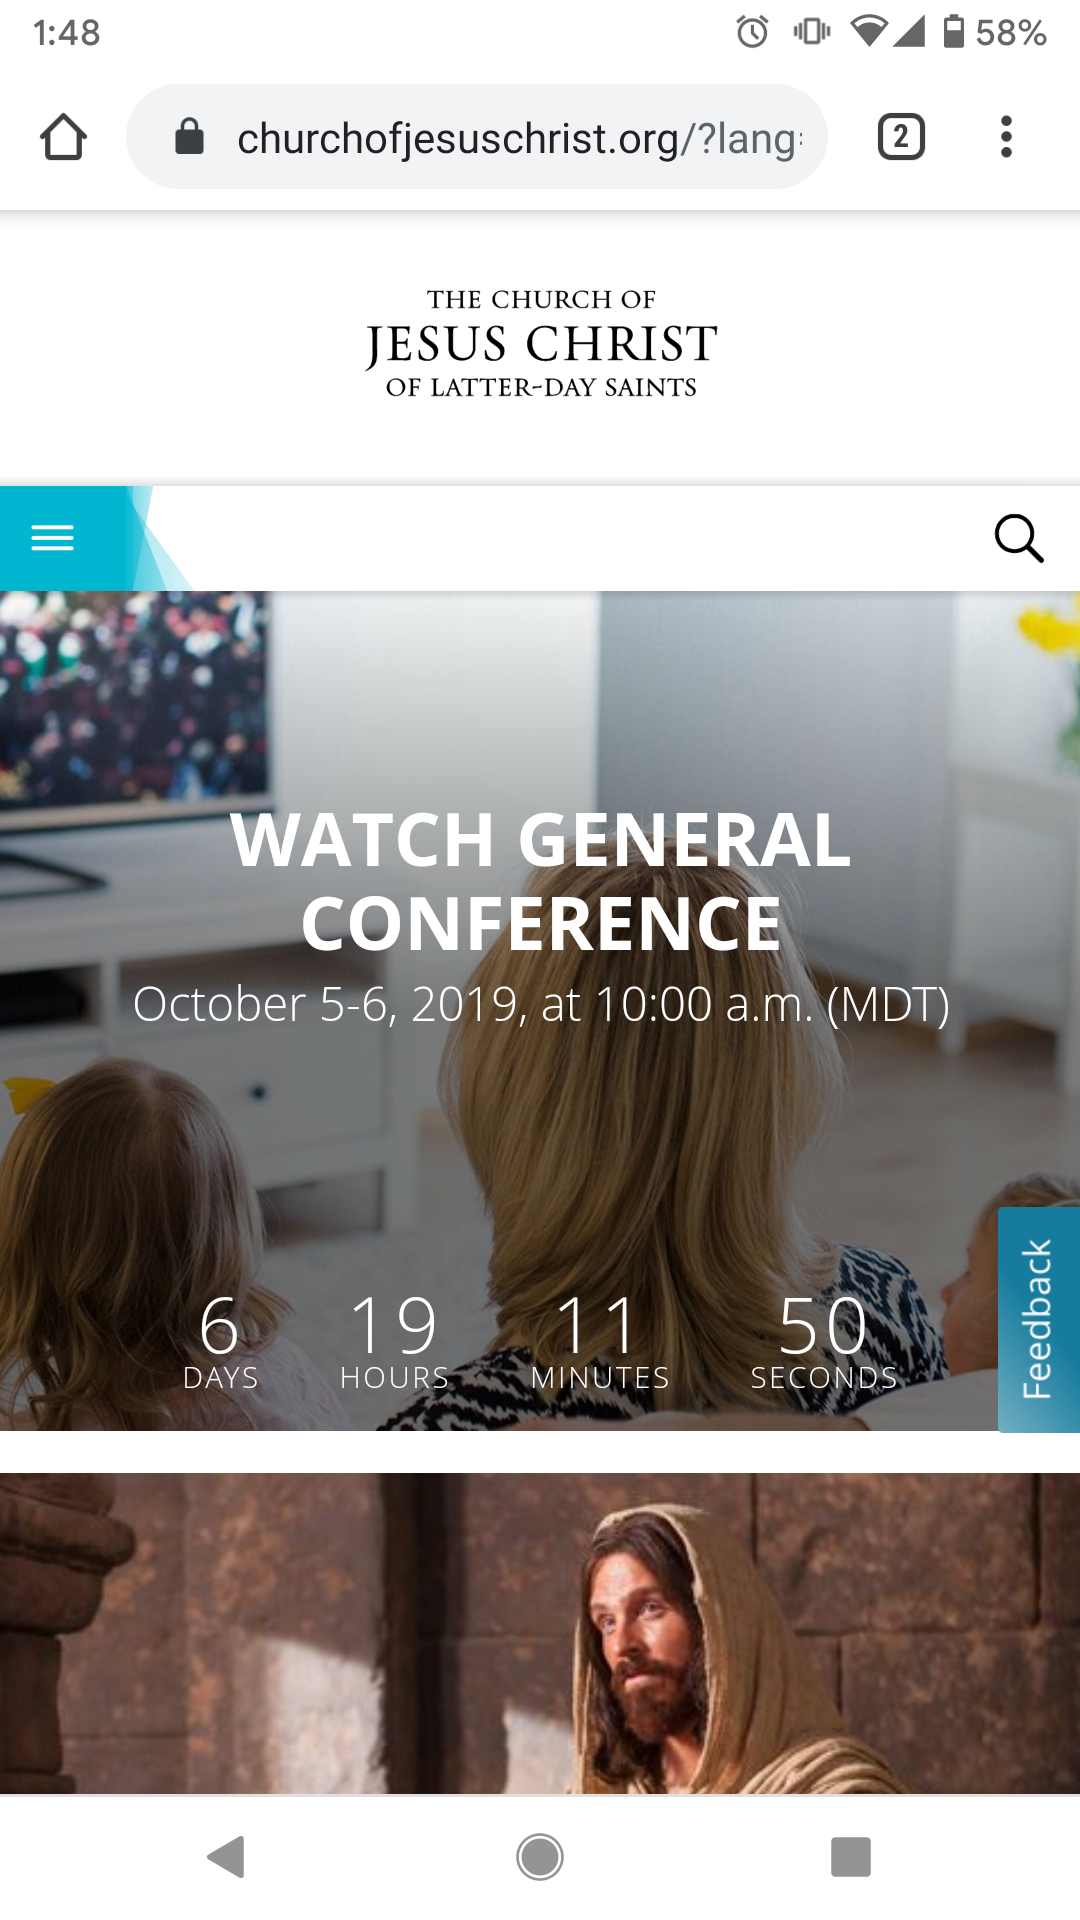 1:48
58%
churchofjesuschrist.org/?lang
2
THE CHURCH OF
JESUS CHRIST
OF LATTER-DAY SAINTS
WATCH GENERAL
CONFERENCE
October 5-6, 2019, at 10:00 a.m. (MDT)
6 19 11 50
DAYS HOURS MINUTES SECONDS
Feedback